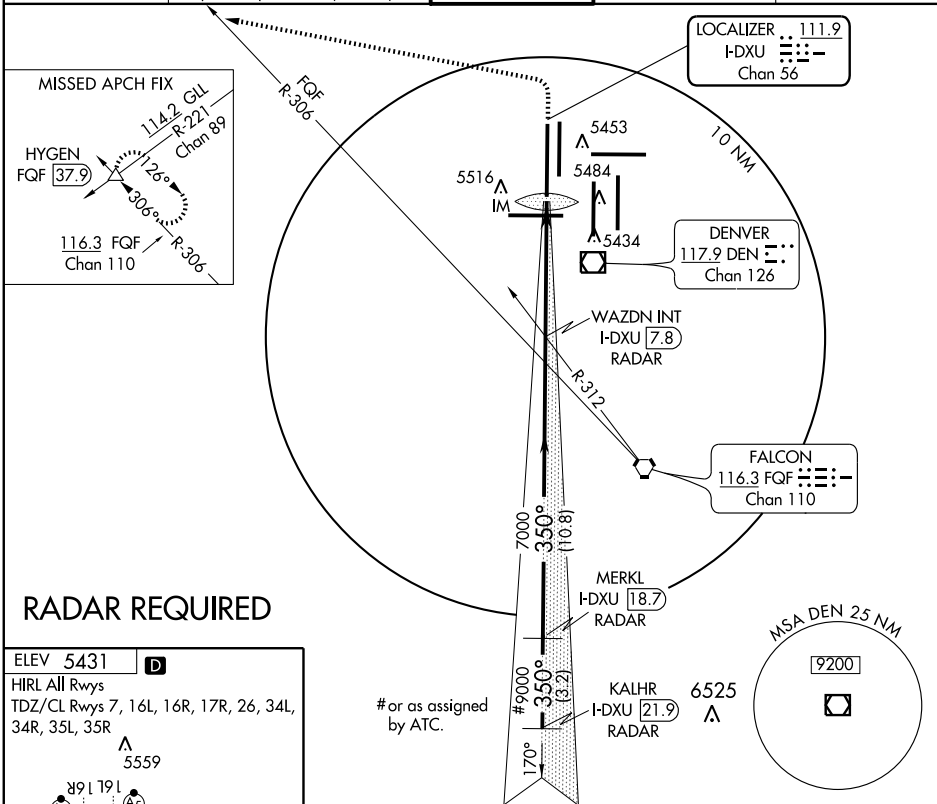 LOCALIZER 111.9
I-DXU
Chan 56
MISSED APCH FIX
114.2 GLL
R-221
Chan 89
HYGEN
FQF 37.9
126°
306°
116.3 FQF
Chan 110
R-306
FQF
R-306
10 NM
5453
5516
5484
IM
5434
DENVER
117.9 DEN
Chan 126
WAZDN INT
I-DXU 7.8
RADAR
R-312
FALCON
116.3 FQF
Chan 110
7000
350°
(10.8)
MERKL
I-DXU 18.7
RADAR
RADAR REQUIRED
MSA DEN 25 NM
9200
#9000
350°
(3.2)
KALHR
I-DXU 21.9
RADAR
6525
170°
#or as assigned
by ATC.
ELEV 5431 D
HIRL All Rwys
TDZ/CL Rwys 7, 16L, 16R, 17R, 26, 34L,
34R, 35L, 35R
5559
16R
16L